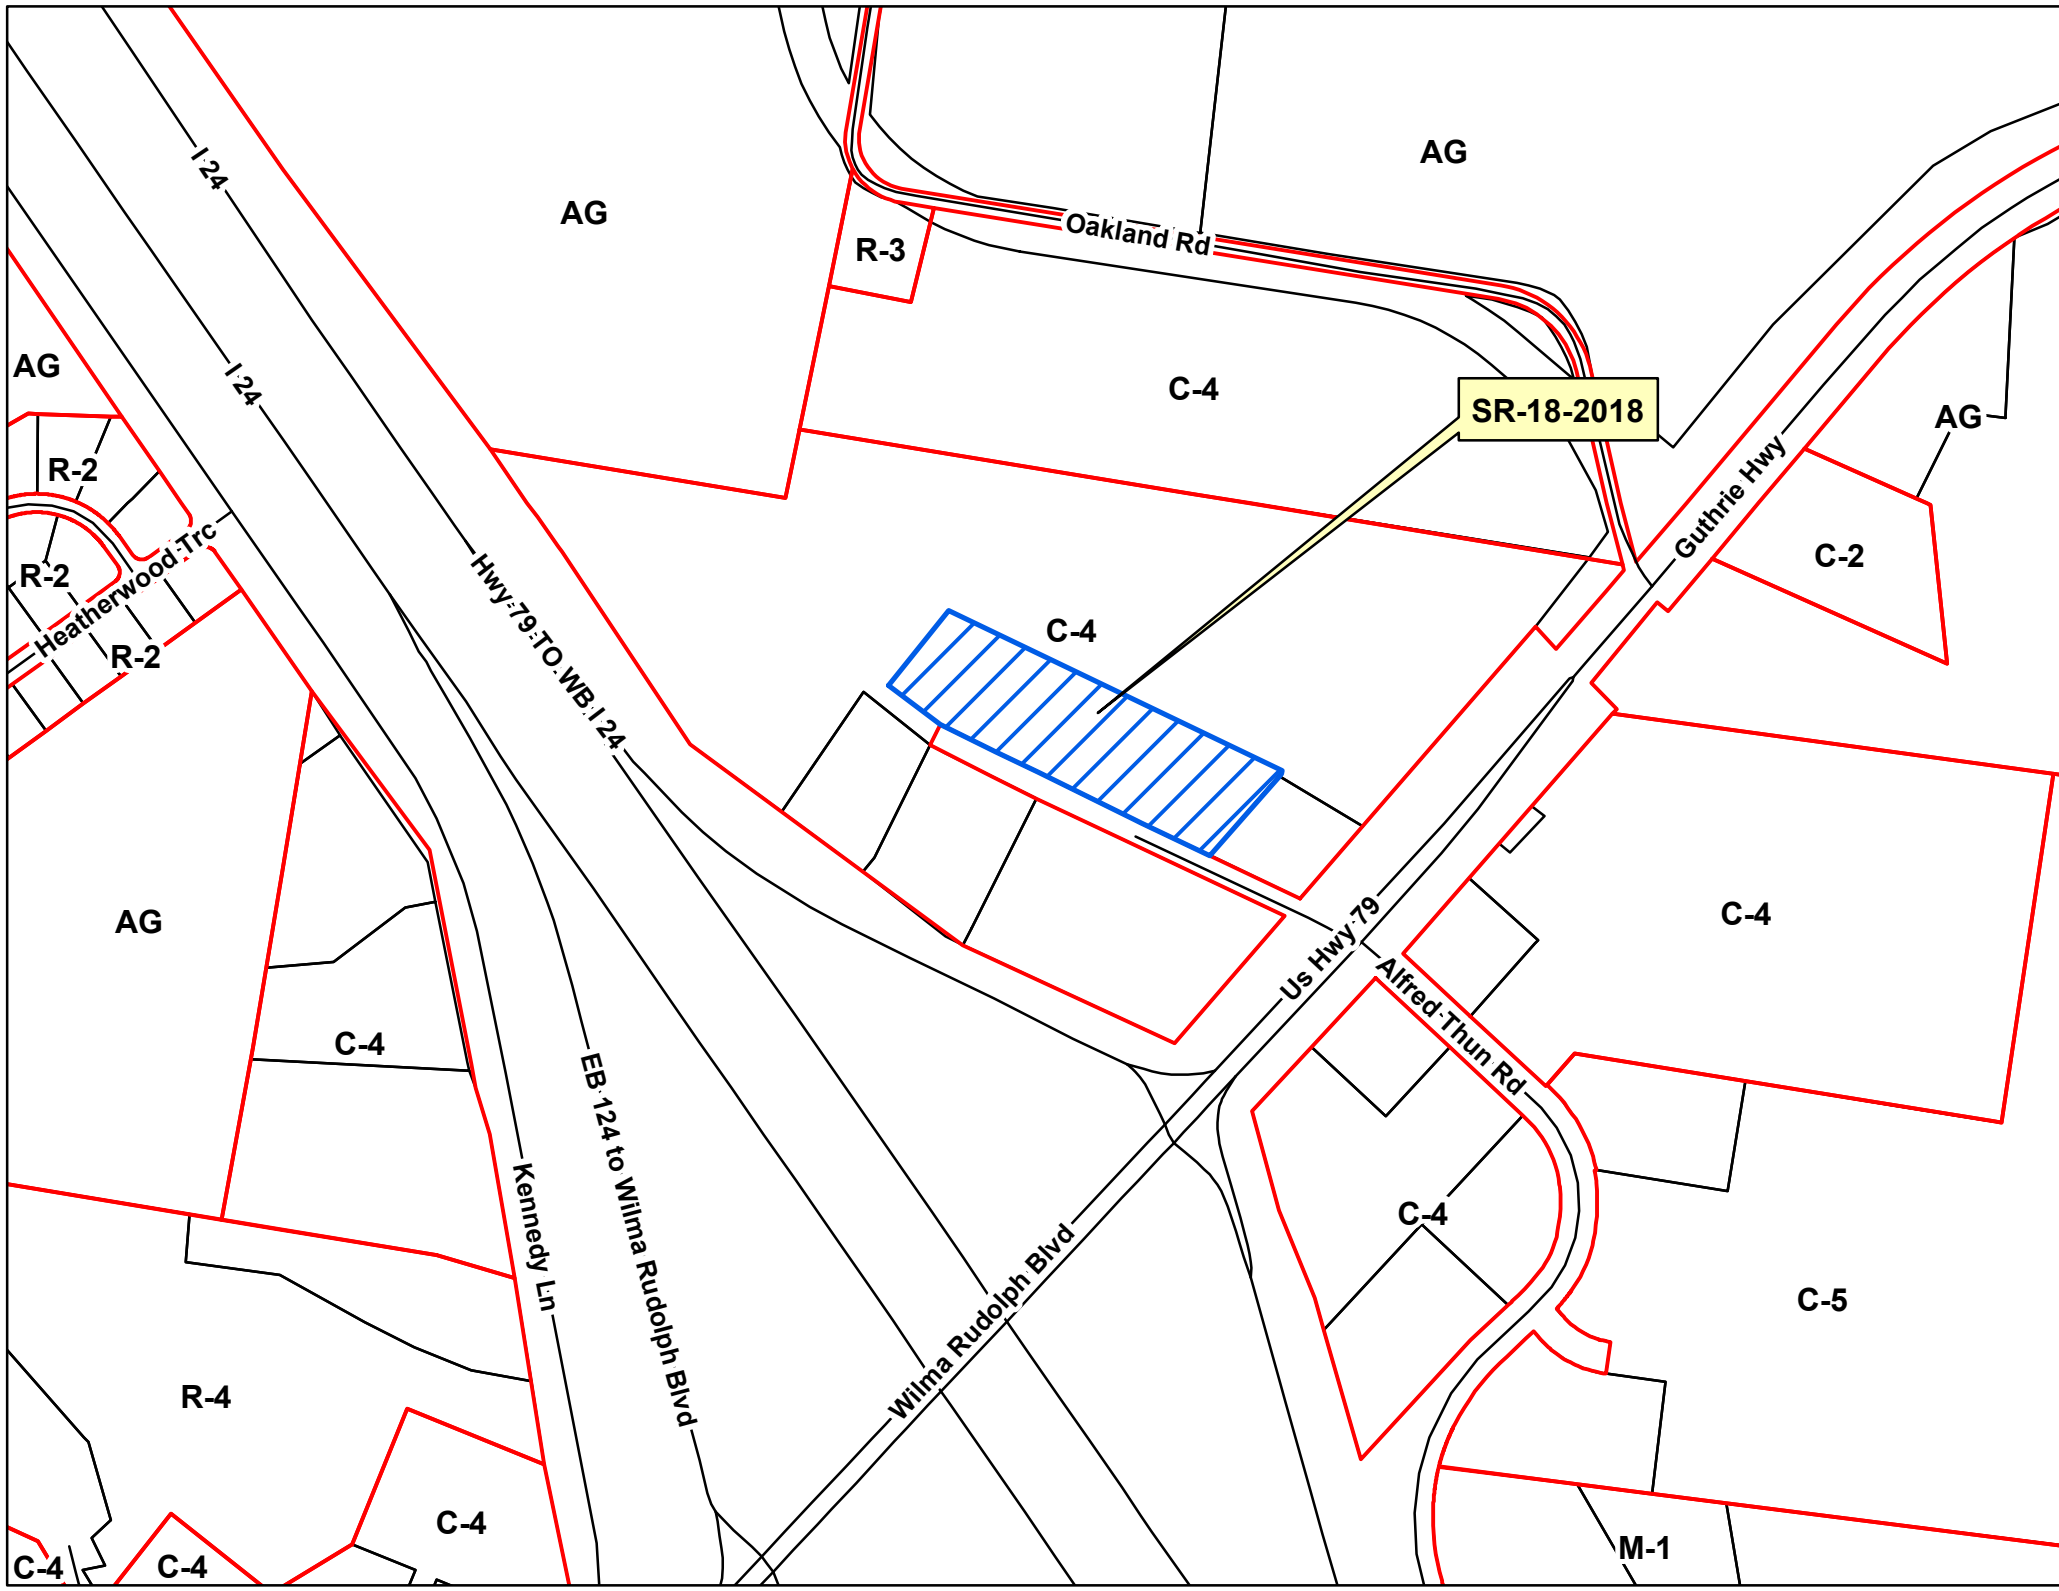 I 24
AG
AG
R-3
Oakland Rd
AG
I 24
C-4
SR-18-2018
AG
R-2
Guthrie Hwy
C-2
R-2
Heatherwood Trc
R-2
Hwy 79 TO WB I 24
C-4
AG
C-4
Us Hwy 79
Alfred Thun Rd
C-4
EB 124 to Wilma Rudolph Blvd
Kennedy Ln
C-4
Wilma Rudolph Blvd
C-5
R-4
C-4
M-1
C-4
C-4